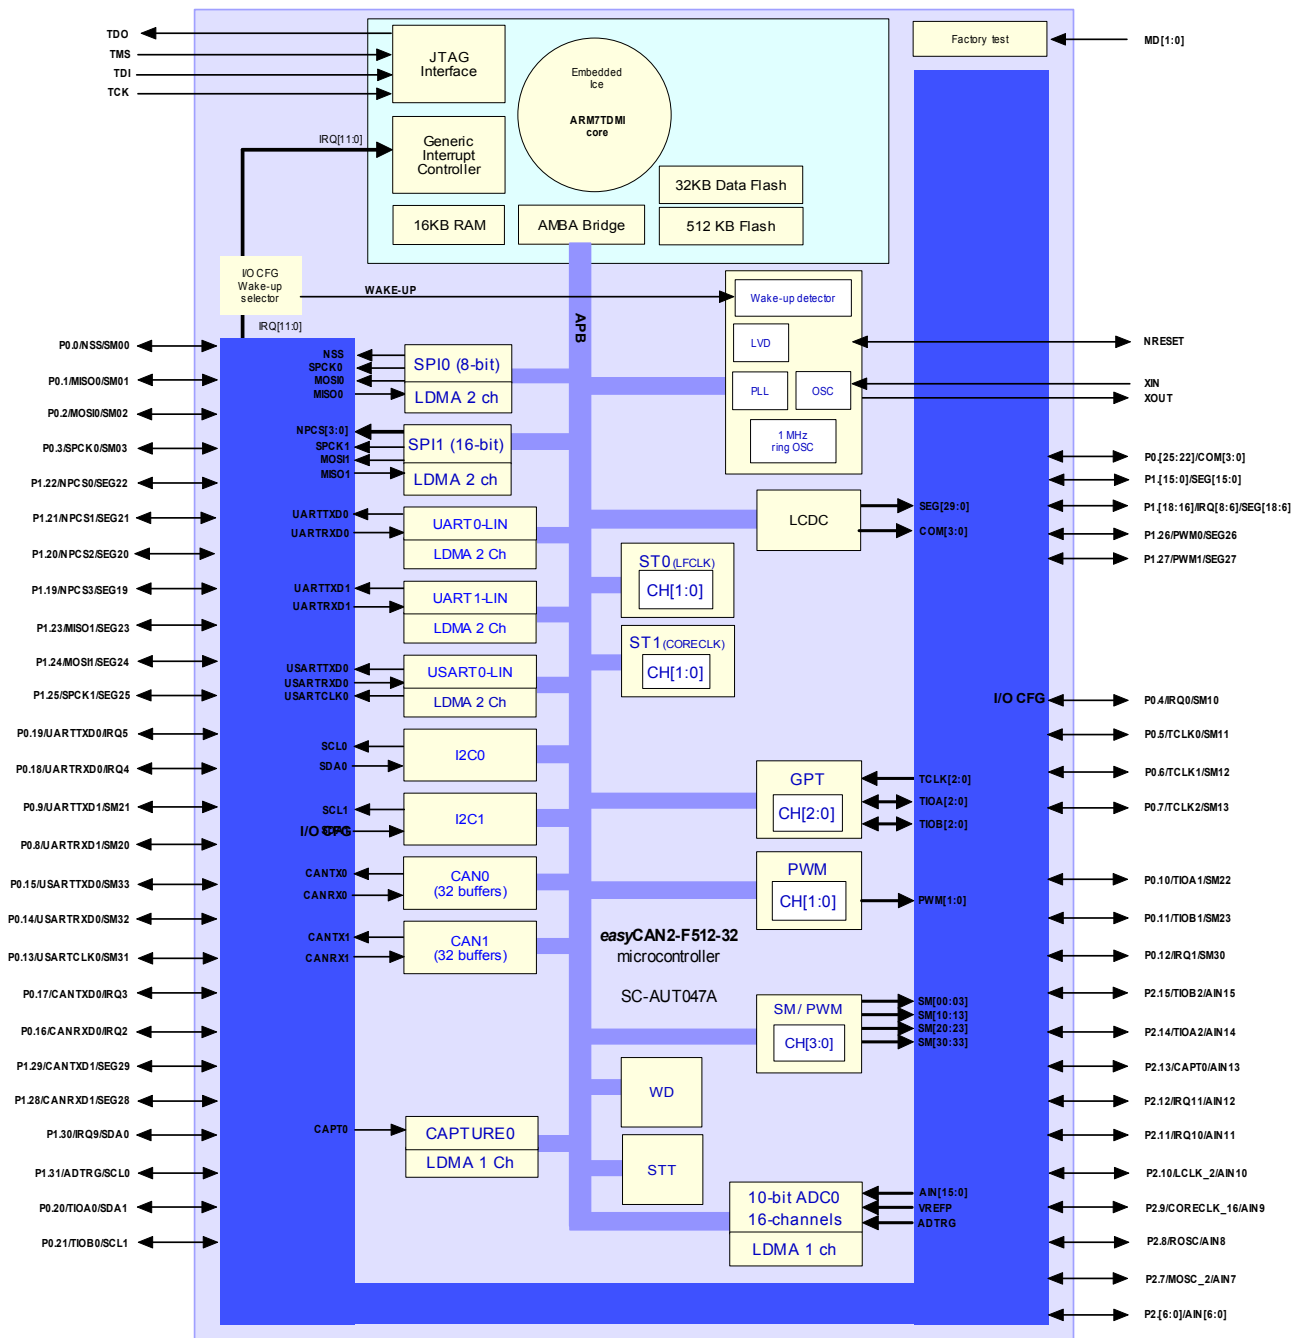 TDO
TMS
TDI
TCK
JTAG
Interface
Embedded
Ice
ARM7TDMI
core
Factory test
MD[1:0]
IRQ[11:0]
Generic
Interrupt
Controller
32KB Data Flash
16KB RAM
AMBA Bridge
512 KB Flash
I/O CFG
Wake-up
selector
WAKE-UP
IRQ[11:0]
APB
Wake-up detector
LVD
PLL
OSC
1 MHz
ring OSC
NRESET
XIN
XOUT
P0.0/NSS/SM00
P0.1/MISO0/SM01
P0.2/MOSI0/SM02
P0.3/SPCK0/SM03
P1.22/NPCS0/SEG22
P1.21/NPCS1/SEG21
P1.20/NPCS2/SEG20
P1.19/NPCS3/SEG19
P1.23/MISO1/SEG23
P1.24/MOSI1/SEG24
P1.25/SPCK1/SEG25
P0.19/UARTTXD0/IRQ5
P0.18/UARTRXD0/IRQ4
P0.9/UARTTXD1/SM21
P0.8/UARTRXD1/SM20
P0.15/USARTTXD0/SM33
P0.14/USARTRXD0/SM32
P0.13/USARTCLK0/SM31
P0.17/CANTXD0/IRQ3
P0.16/CANRXD0/IRQ2
P1.29/CANTXD1/SEG29
P1.28/CANRXD1/SEG28
P1.30/IRQ9/SDA0
P1.31/ADTRG/SCL0
P0.20/TIOA0/SDA1
P0.21/TIOB0/SCL1
NSS
SPCK0
MOSI0
MISO0
SPI0 (8-bit)
LDMA 2 ch
NPCS[3:0]
SPCK1
MOSI1
MISO1
SPI1 (16-bit)
LDMA 2 ch
UARTTXD0
UARTRXD0
UART0-LIN
LDMA 2 Ch
UARTTXD1
UARTRXD1
UART1-LIN
LDMA 2 Ch
USARTTXD0
USARTRXD0
USARTCLK0
USART0-LIN
LDMA 2 Ch
SCL0
SDA0
I2C0
SCL1
I/O CFG
I2C1
CANTX0
CANRX0
CAN0
(32 buffers)
CANTX1
CANRX1
CAN1
(32 buffers)
CAPT0
CAPTURE0
LDMA 1 Ch
LCDC
SEG[29:0]
COM[3:0]
ST0 (LFCLK)
CH[1:0]
ST1 (CORECLK)
CH[1:0]
GPT
CH[2:0]
TCLK[2:0]
TIOA[2:0]
TIOB[2:0]
PWM
CH[1:0]
PWM[1:0]
easyCAN2-F512-32
microcontroller
SC-AUT047A
SM/ PWM
CH[3:0]
SM[00:03]
SM[10:13]
SM[20:23]
SM[30:33]
WD
STT
10-bit ADC0
16-channels
LDMA 1 ch
AIN[15:0]
VREFP
ADTRG
I/O CFG
P0.[25:22]/COM[3:0]
P1.[15:0]/SEG[15:0]
P1.[18:16]/IRQ[8:6]/SEG[18:6]
P1.26/PWM0/SEG26
P1.27/PWM1/SEG27
P0.4/IRQ0/SM10
P0.5/TCLK0/SM11
P0.6/TCLK1/SM12
P0.7/TCLK2/SM13
P0.10/TIOA1/SM22
P0.11/TIOB1/SM23
P0.12/IRQ1/SM30
P2.15/TIOB2/AIN15
P2.14/TIOA2/AIN14
P2.13/CAPT0/AIN13
P2.12/IRQ11/AIN12
P2.11/IRQ10/AIN11
P2.10/LCLK_2/AIN10
P2.9/CORECLK_16/AIN9
P2.8/ROSC/AIN8
P2.7/MOSC_2/AIN7
P2.[6:0]/AIN[6:0]